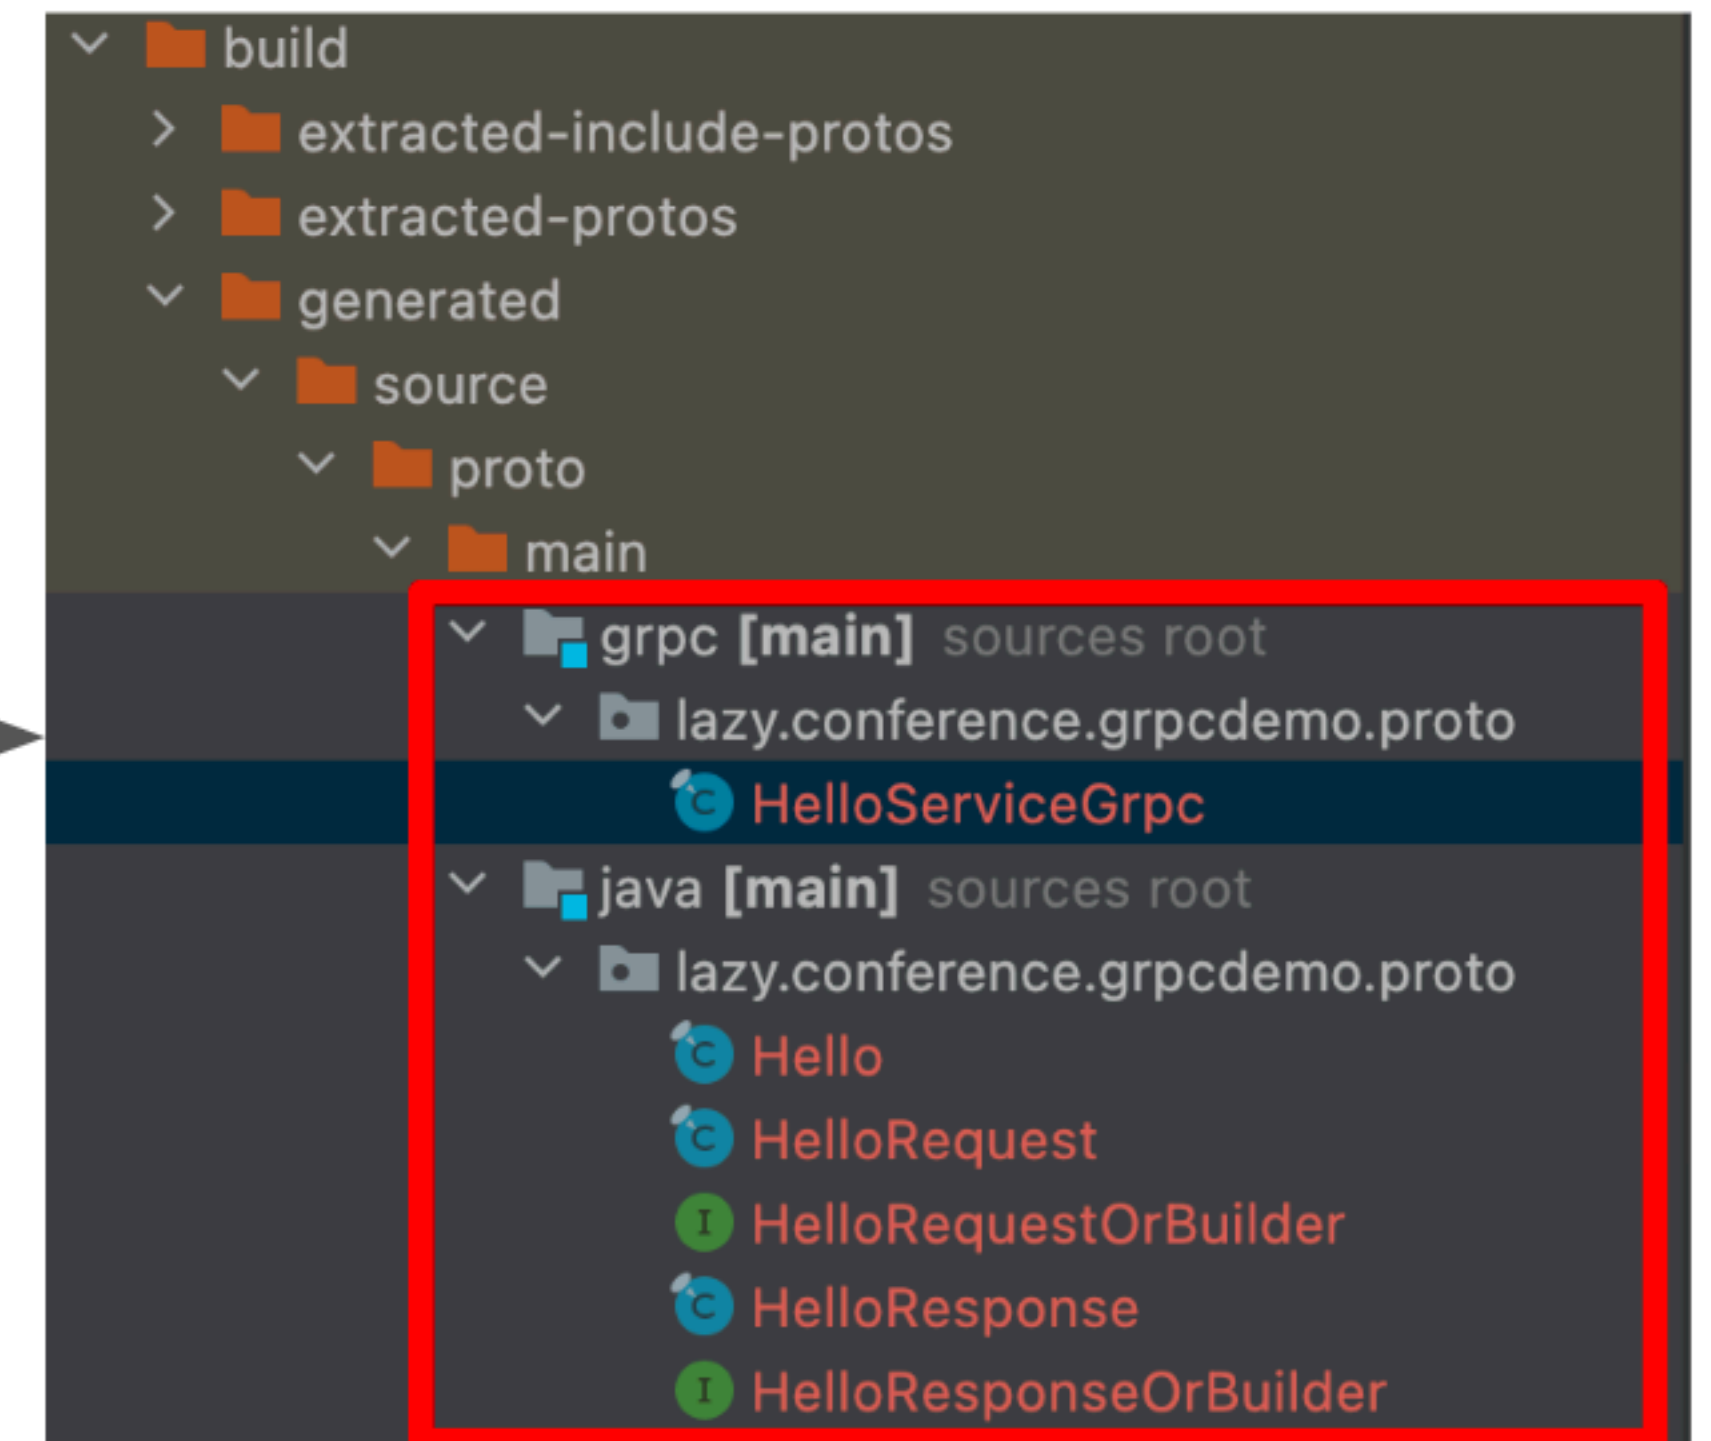 build
extracted-include-protos
extracted-protos
generated
source
proto
main
grpc [main] sources root
lazy.conference.grpcdemo.proto
C HelloServiceGrpc
java [main] sources root
lazy.conference.grpcdemo.proto
C Hello
C HelloRequest
I HelloRequestOrBuilder
C HelloResponse
I HelloResponseOrBuilder